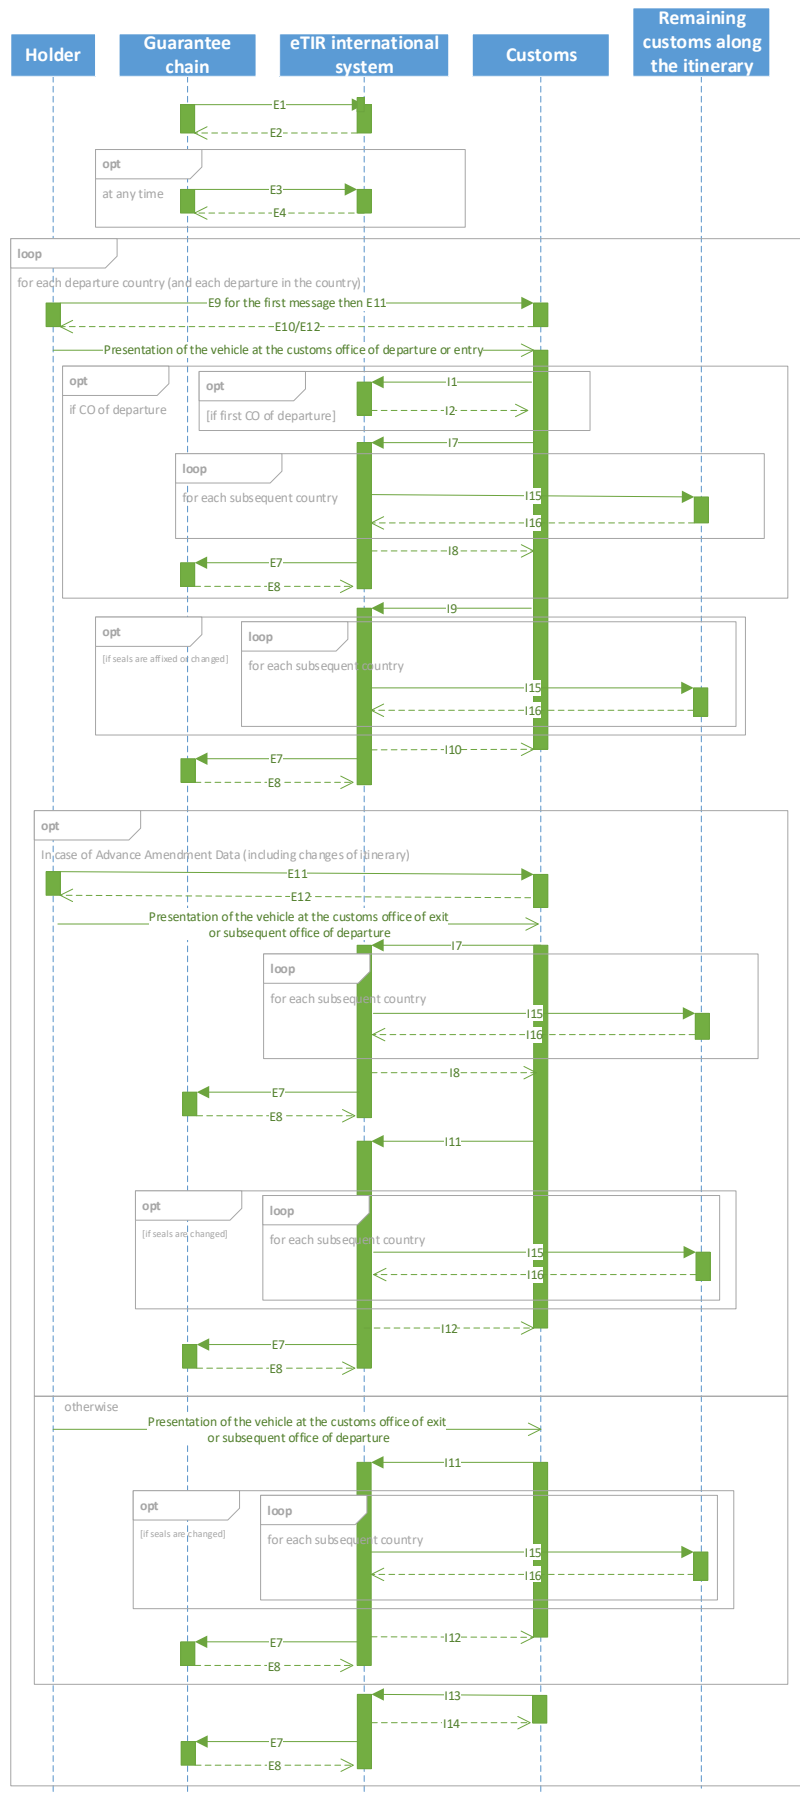 Holder
Guarantee
chain
eTIR international
system
Customs
Remaining
customs along
the itinerary
E1
E2
opt
at any time
E3
E4
loop
for each departure country (and each departure in the country)
E9 for the first message then E11
E10/E12
Presentation of the vehicle at the customs office of departure or entry
opt
if CO of departure
opt
[if first CO of departure]
I1
I2
I7
loop
for each subsequent country
I15
I16
I8
E7
E8
I9
opt
[if seals are affixed or changed]
loop
for each subsequent country
I15
I16
I10
E7
E8
opt
In case of Advance Amendment Data (including changes of itinerary)
E11
E12
Presentation of the vehicle at the customs office of exit
or subsequent office of departure
I7
loop
for each subsequent country
I15
I16
I8
E7
E8
I11
opt
[if seals are changed]
loop
for each subsequent country
I15
I16
I12
E7
E8
otherwise
Presentation of the vehicle at the customs office of exit
or subsequent office of departure
I11
opt
[if seals are changed]
loop
for each subsequent country
I15
I16
I12
E7
E8
I13
I14
E7
E8